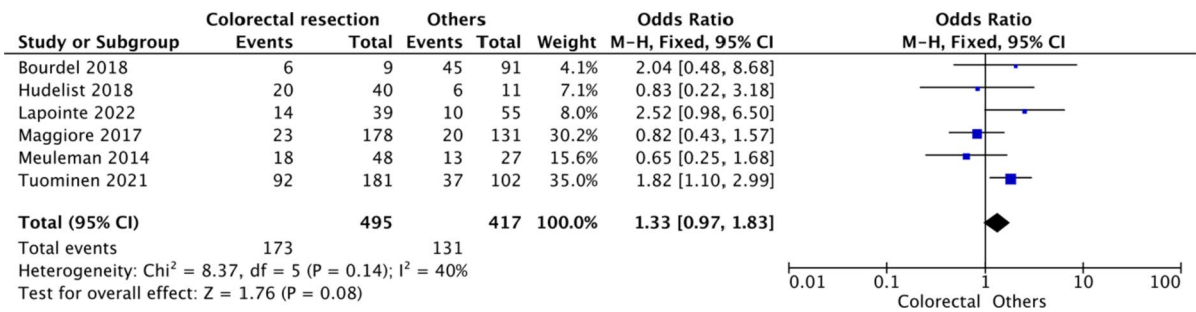 Colorectal resection Others Odds Ratio Odds Ratio
Study or Subgroup Events Total Events Total Weight M-H, Fixed, 95% CI M-H, Fixed, 95% CI
Bourdel 2018 6 9 45 91 4.1% 2.04 [0.48, 8.68]
Hudelist 2018 20 40 6 11 7.1% 0.83 [0.22, 3.18]
Lapointe 2022 14 39 10 55 8.0% 2.52 [0.98, 6.50]
Maggiore 2017 23 178 20 131 30.2% 0.82 [0.43, 1.57]
Meuleman 2014 18 48 13 27 15.6% 0.65 [0.25, 1.68]
Tuominen 2021 92 181 37 102 35.0% 1.82 [1.10, 2.99]
Total (95% CI) 495 417 100.0% 1.33 [0.97, 1.83]
Total events 173 131
Heterogeneity: Chi² = 8.37, df = 5 (P = 0.14); I² = 40%
Test for overall effect: Z = 1.76 (P = 0.08)
0.01 0.1 1 10 100
Colorectal Others